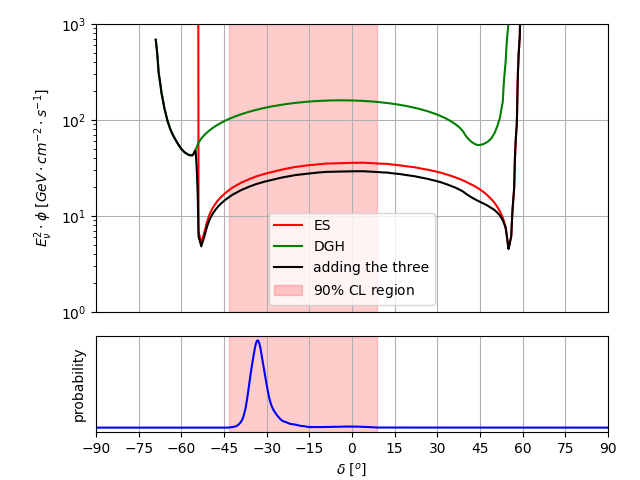 10³
10²
10¹
10⁰
E²ᵥ · ϕ [GeV · cm⁻² · s⁻¹]
ES
DGH
adding the three
90% CL region
probability
−90 −75 −60 −45 −30 −15 0 15 30 45 60 75 90
δ [°]